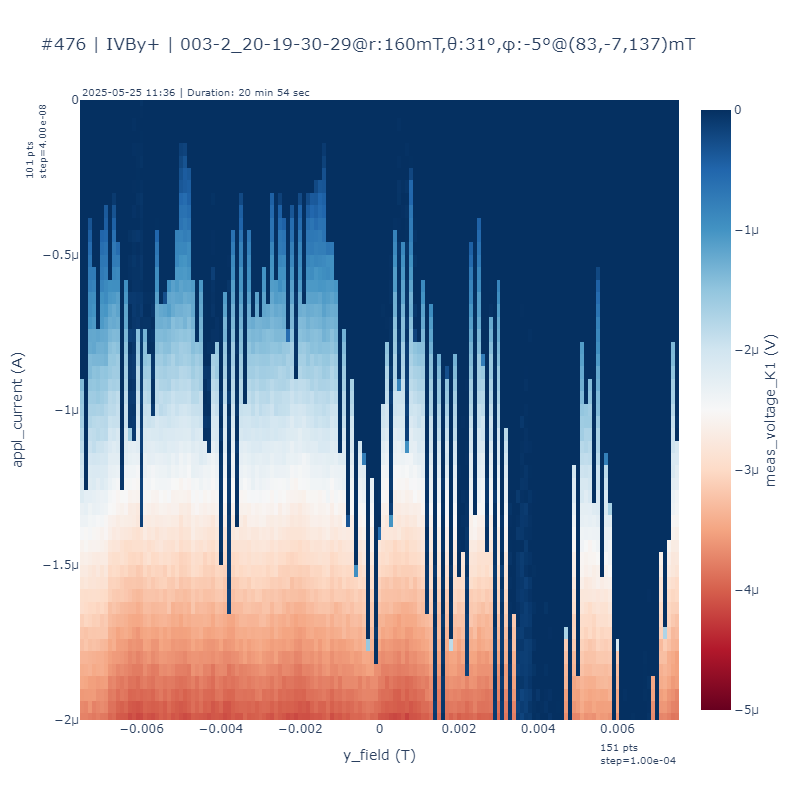 #476 | IVBy+ | 003-2_20-19-30-29@r:160mT,θ:31°,φ:-5°@(83,-7,137)mT
2025-05-25 11:36 | Duration: 20 min 54 sec
101 pts
step=4.00e-08
0
−0.5μ
−1μ
−1.5μ
−2μ
appl_current (A)
−0.006
−0.004
−0.002
0
0.002
0.004
0.006
y_field (T)
151 pts
step=1.00e-04
0
−1μ
−2μ
−3μ
−4μ
−5μ
meas_voltage_K1 (V)